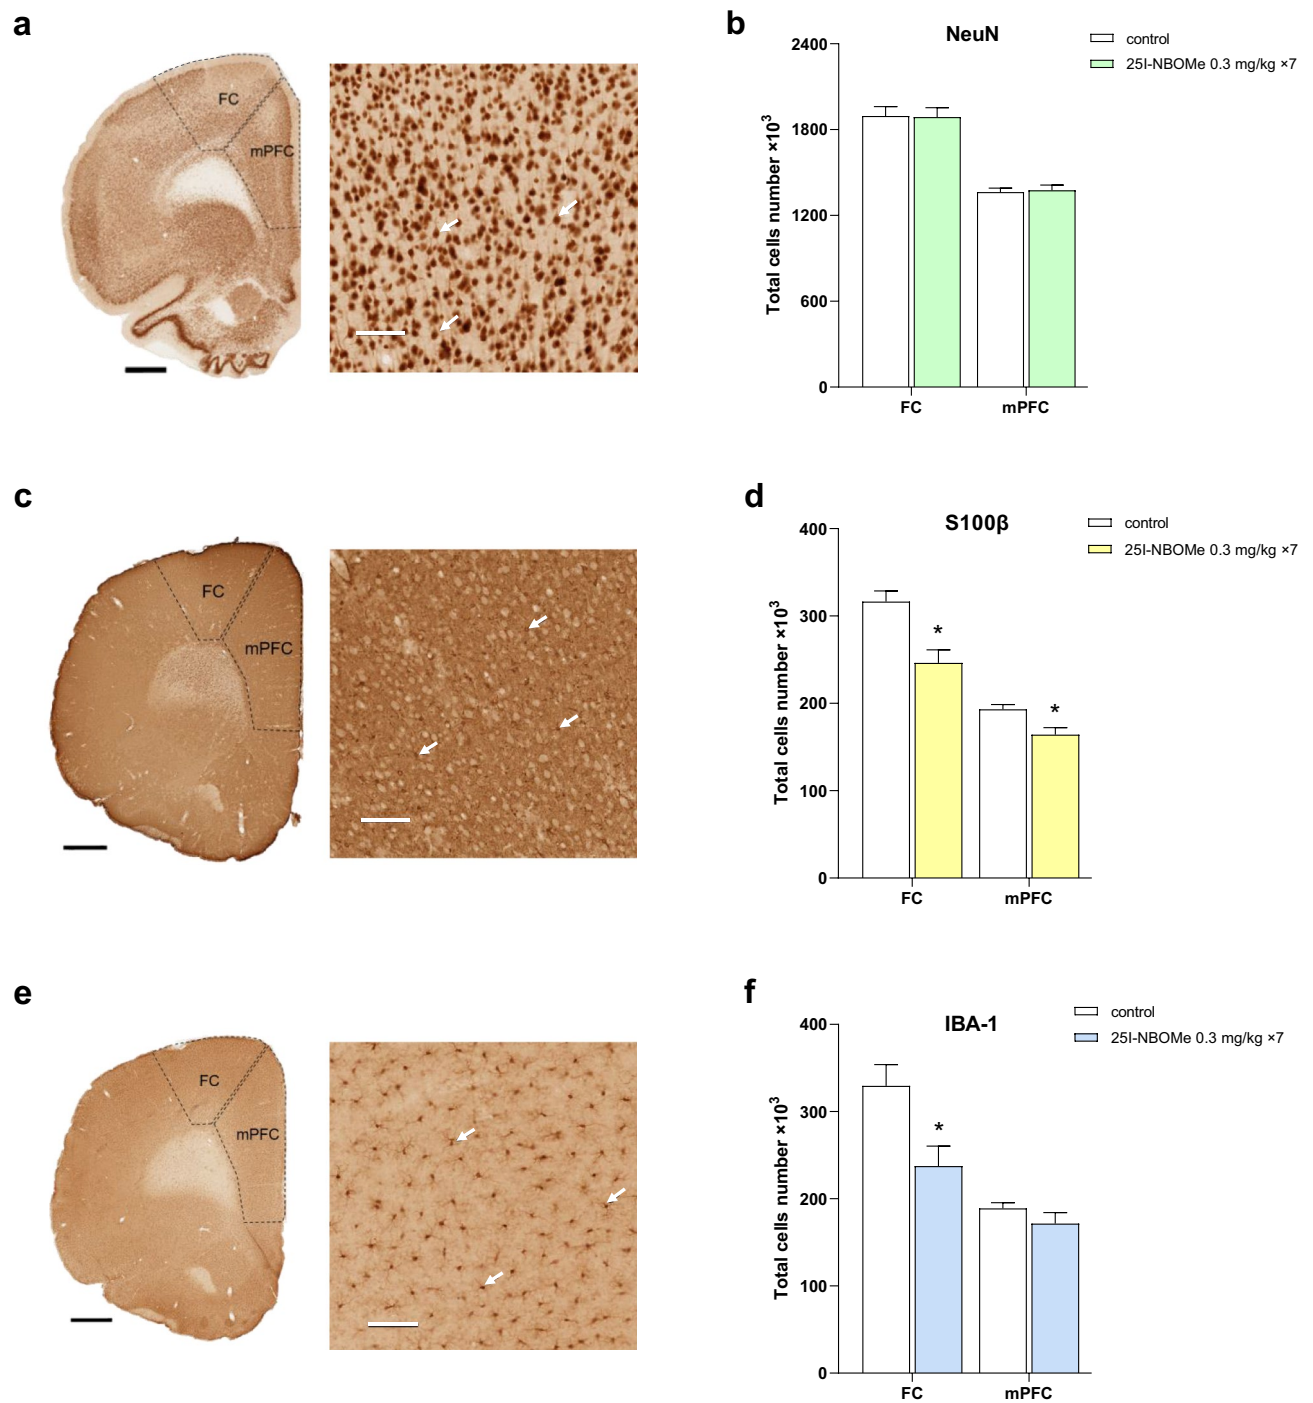 a
FC
mPFC
b
NeuN
control
25I-NBOMe 0.3 mg/kg ×7
Total cells number ×10³
2400
1800
1200
600
0
FC
mPFC
c
FC
mPFC
d
S100β
control
25I-NBOMe 0.3 mg/kg ×7
Total cells number ×10³
400
300
200
100
0
*
*
FC
mPFC
e
FC
mPFC
f
IBA-1
control
25I-NBOMe 0.3 mg/kg ×7
Total cells number ×10³
400
300
200
100
0
*
FC
mPFC